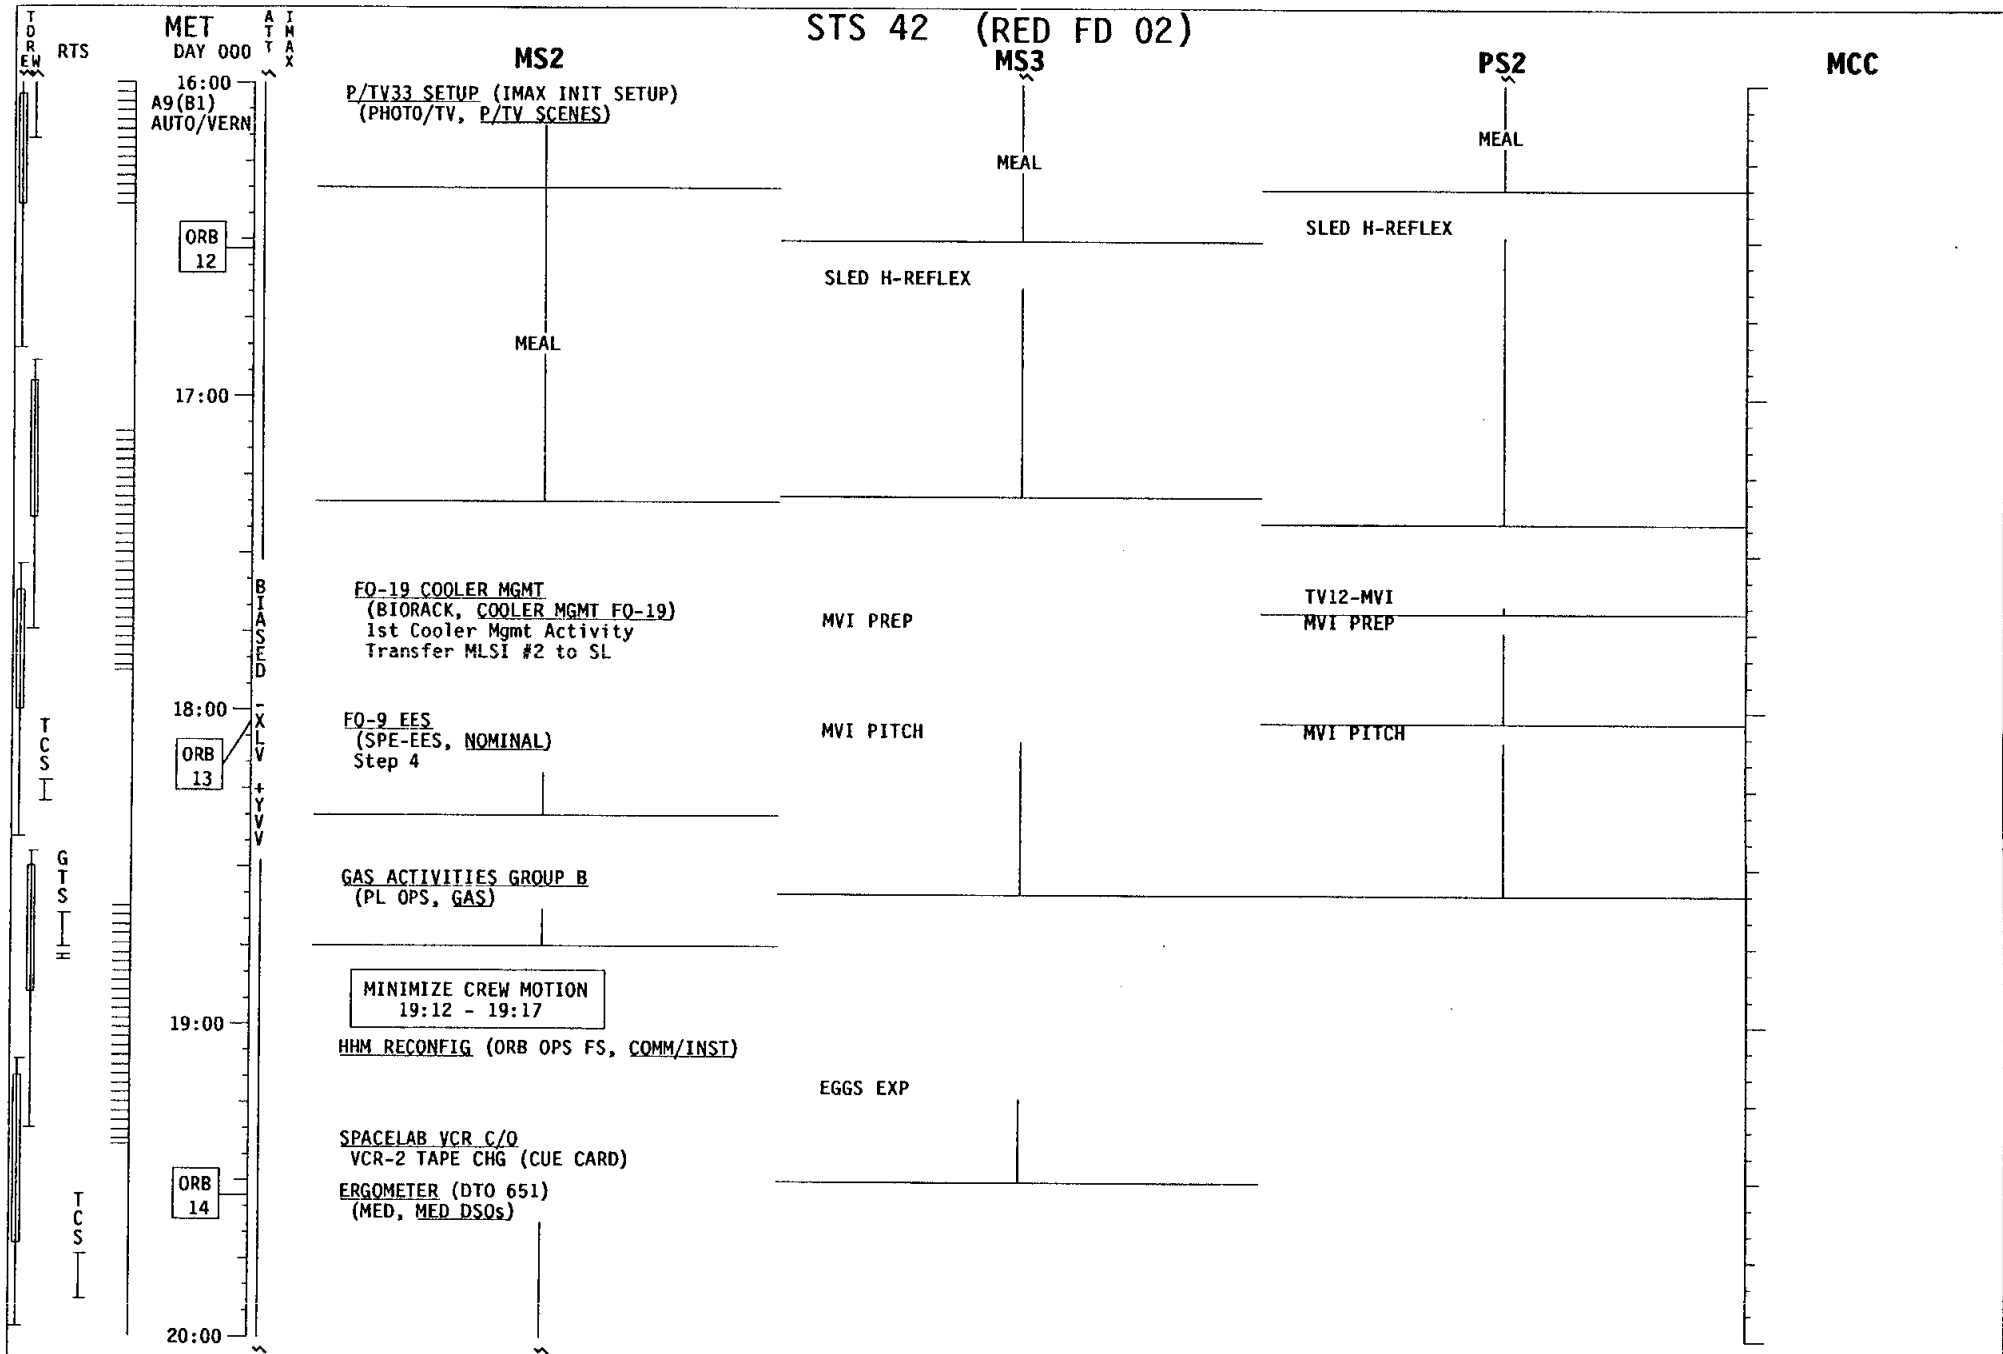 STS 42 (RED FD 02)
TDRE W
RTS
MET
DAY 000
ATT
IMAX
MS2
MS3
PS2
MCC
16:00
A9(B1)
AUTO/VERN
P/TV33 SETUP (IMAX INIT SETUP)
(PHOTO/TV, P/TV SCENES)
MEAL
MEAL
ORB
12
SLED H-REFLEX
SLED H-REFLEX
MEAL
17:00
BIASED -XLV +YVV
FO-19 COOLER MGMT
(BIORACK, COOLER MGMT FO-19)
1st Cooler Mgmt Activity
Transfer MLSI #2 to SL
MVI PREP
TV12-MVI
MVI PREP
18:00
TCS
ORB
13
FO-9 EES
(SPE-EES, NOMINAL)
Step 4
MVI PITCH
MVI PITCH
GTS
GAS ACTIVITIES GROUP B
(PL OPS, GAS)
MINIMIZE CREW MOTION
19:12 - 19:17
19:00
HHM RECONFIG (ORB OPS FS, COMM/INST)
EGGS EXP
SPACELAB VCR C/O
VCR-2 TAPE CHG (CUE CARD)
TCS
ORB
14
ERGOMETER (DTO 651)
(MED, MED DSOs)
20:00